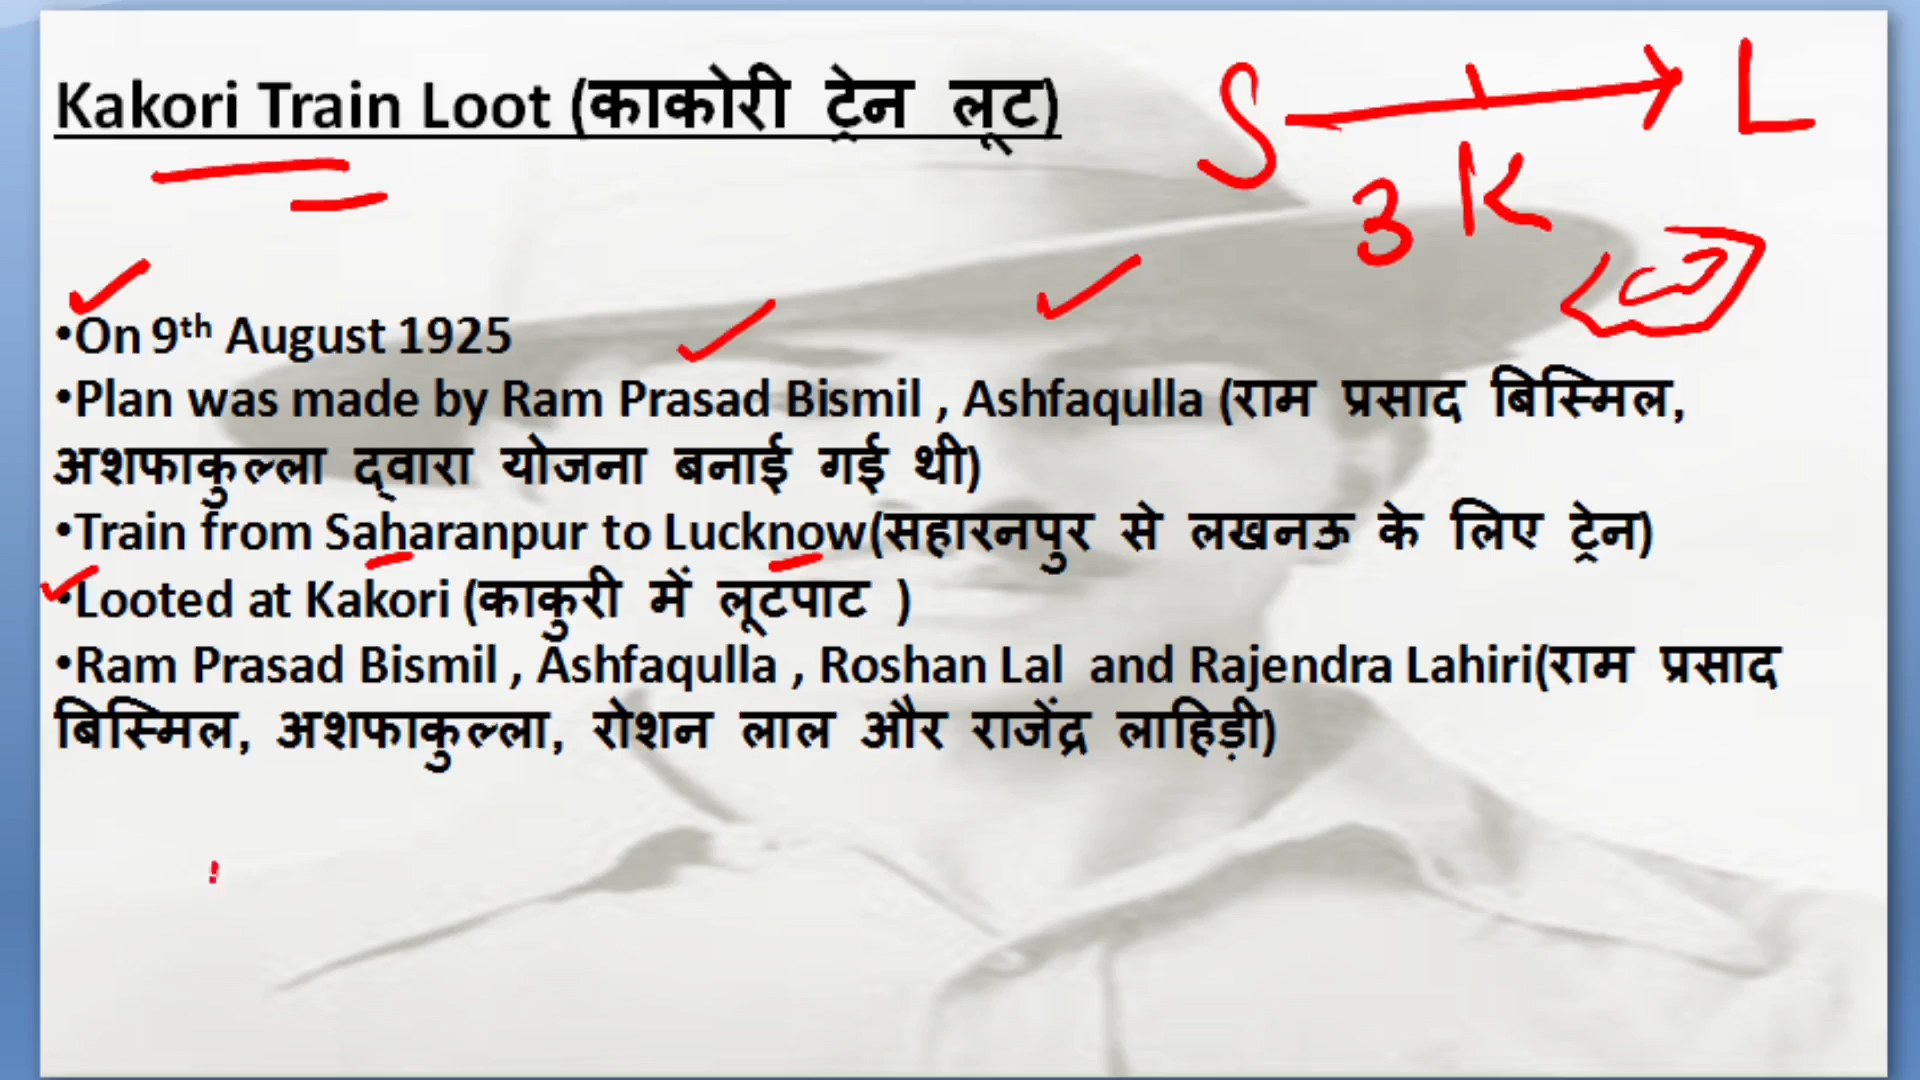 Kakori Train Loot (काकोरी ट्रेन लूट)
S L
3 K
•On 9th August 1925
•Plan was made by Ram Prasad Bismil , Ashfaqulla (राम प्रसाद बिस्मिल,
अशफाकुल्ला द्वारा योजना बनाई गई थी)
•Train from Saharanpur to Lucknow(सहारनपुर से लखनऊ के लिए ट्रेन)
•Looted at Kakori (काकुरी में लूटपाट )
•Ram Prasad Bismil , Ashfaqulla , Roshan Lal and Rajendra Lahiri(राम प्रसाद
बिस्मिल, अशफाकुल्ला, रोशन लाल और राजेंद्र लाहिड़ी)